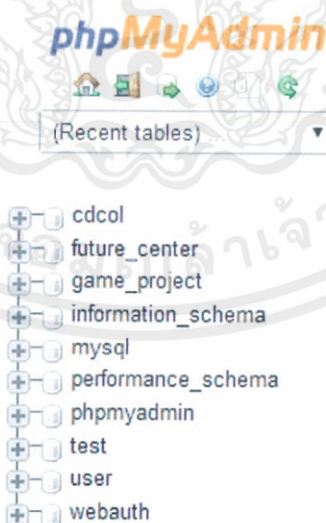 phpMyAdmin
(Recent tables) ...
cdcol
future_center
game_project
information_schema
mysql
performance_schema
phpmyadmin
test
user
webauth